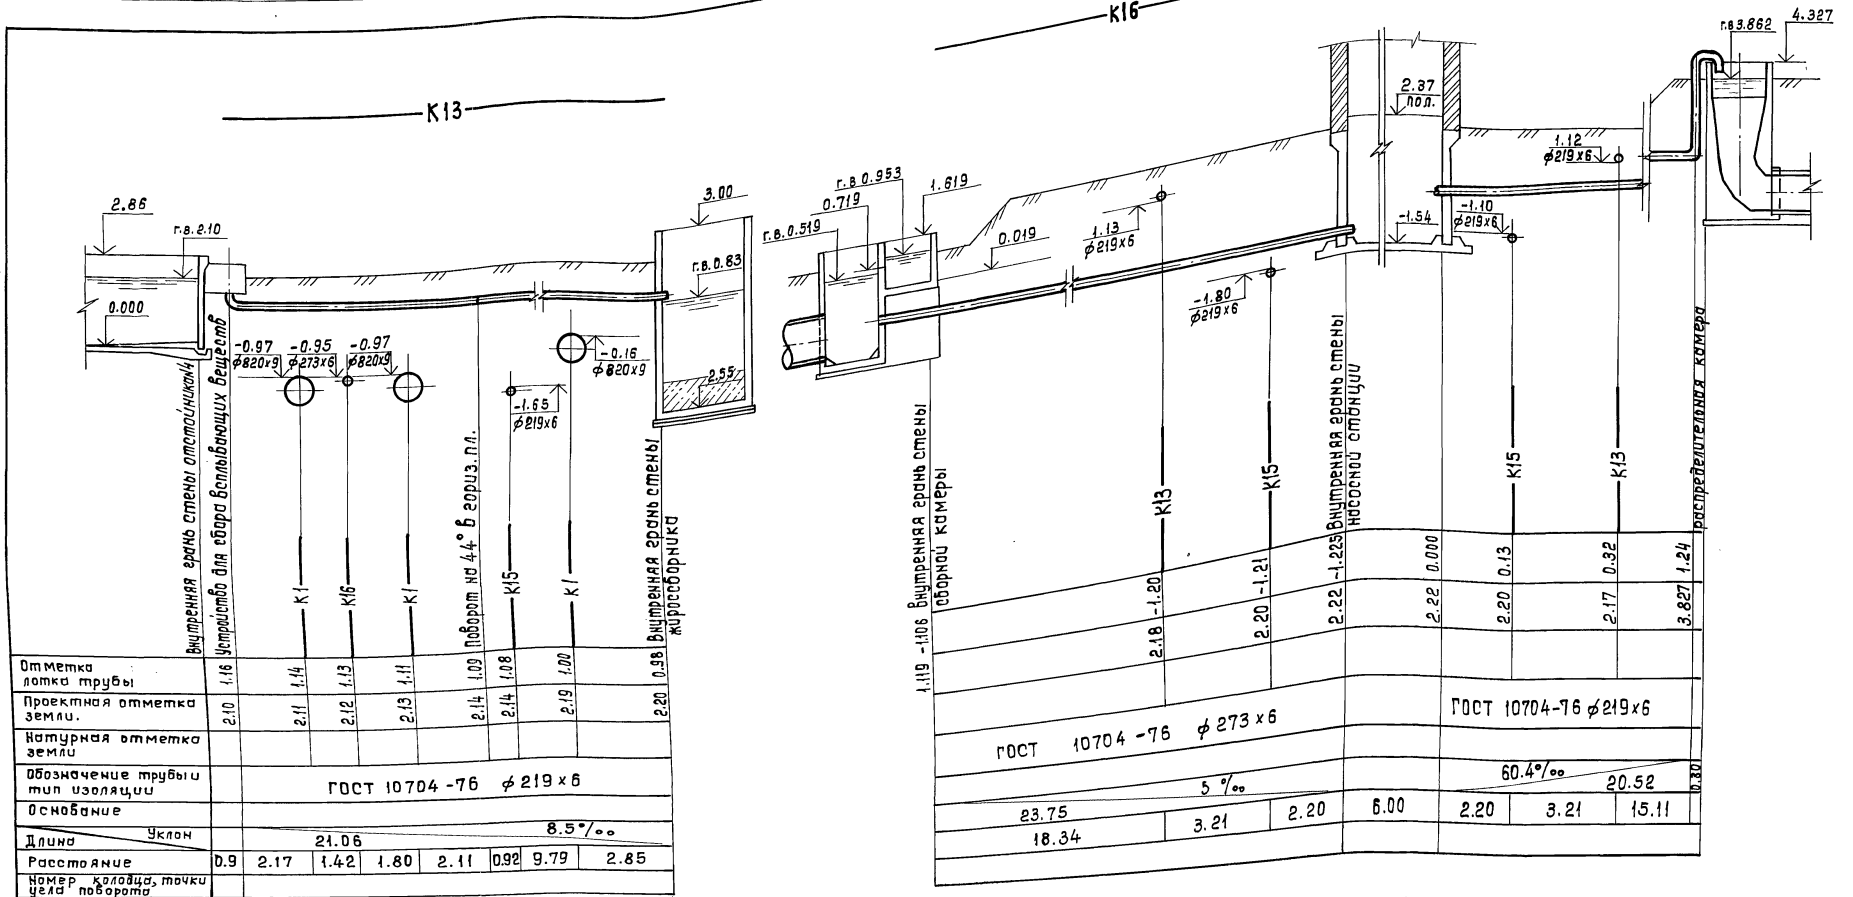 К13
К16
2.86
г.в.2.10
0.000
-0.97
ф820х9
-0.95
ф273х6
-0.97
ф820х9
-1.65
ф219х6
-0.16
ф820х9
3.00
г.в.0.83
2.55
г.в.0.519
0.719
г.в 0.953
1.619
0.019
1.13
ф219х6
-1.80
ф219х6
2.37
пол.
-1.54
-1.10
ф219х6
1.12
ф219х6
г.в3.862
4.327
Внутренняя грань стены отстойника
Устройство для сбора всплывающих веществ
К1
К16
К1
Поворот на 44° в гориз. пл.
К15
К1
Внутренняя грань стены
жиросборника
Внутренняя грань стены
сборной камеры
К13
К15
Внутренняя грань стены
насосной станции
К15
К13
распределительная камера
Отметка
лотка трубы
1.16 1.14 1.13 1.11 1.09 1.08 1.00 0.98
Проектная отметка
земли.
2.10 2.11 2.12 2.13 2.14 2.14 2.19 2.20
Натурная отметка
земли
Обозначение трубы и
тип изоляции
ГОСТ 10704-76 ф219х6
Основание
Уклон
Длина
21.06
8.5°/оо
Расстояние
0.9 2.17 1.42 1.80 2.11 0.92 9.79 2.85
Номер колодца, точки
угла поворота
1.119 -1.106
2.18 -1.20
2.20 -1.21
2.22 -1.225
2.22 0.000
2.20 0.13
2.17 0.32
3.827 1.24
ГОСТ 10704-76 ф273х6
ГОСТ 10704-76 ф219х6
5 °/оо
23.75
60.4°/оо
20.52
0.80
18.34 3.21 2.20 6.00 2.20 3.21 15.11